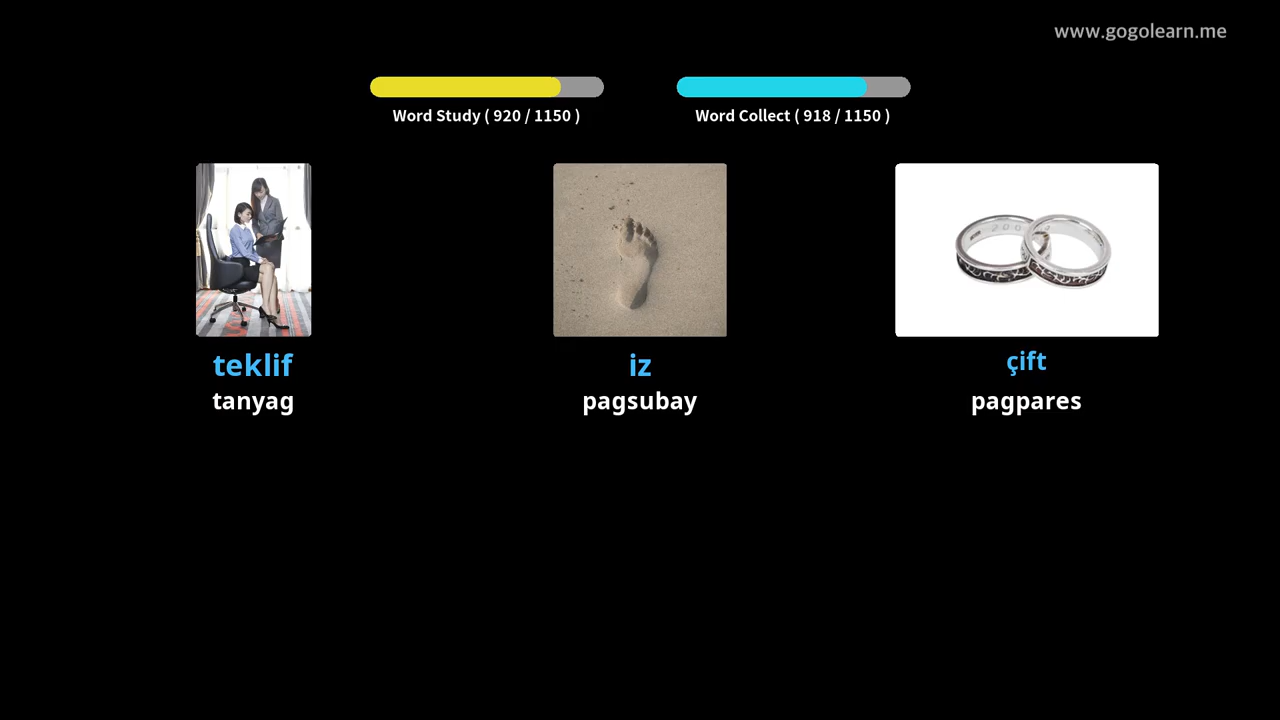 www.gogolearn.me
Word Study ( 920 / 1150 )
Word Collect ( 918 / 1150 )
teklif
tanyag
iz
pagsubay
çift
pagpares